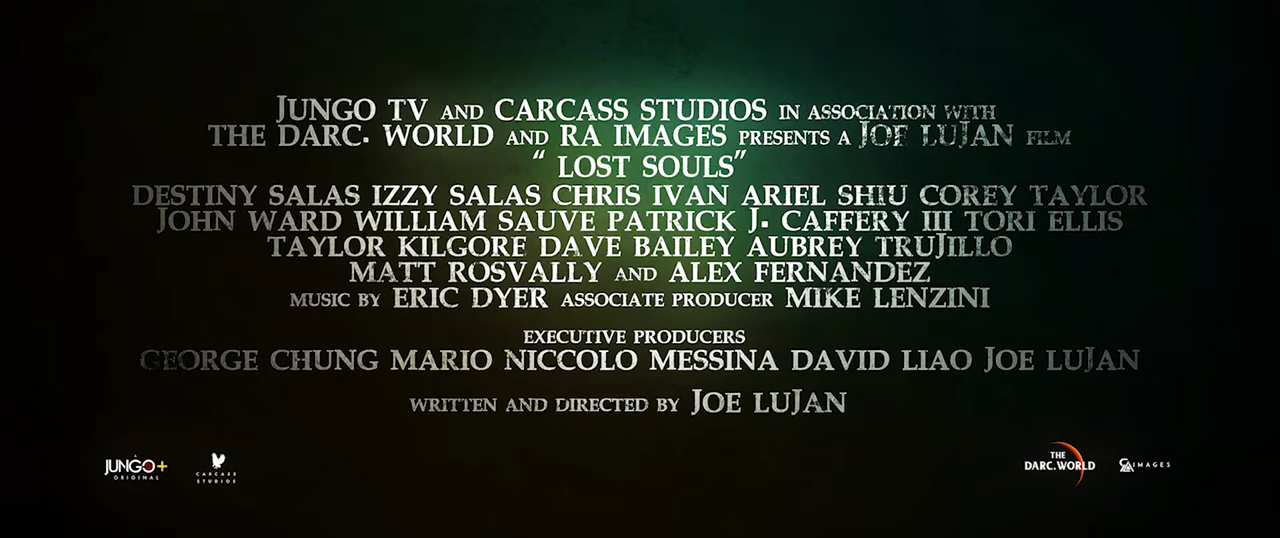 JUNGO TV AND CARCASS STUDIOS IN ASSOCIATION WITH
THE DARC. WORLD AND RA IMAGES PRESENTS A JOE LUJAN FILM
“ LOST SOULS”
DESTINY SALAS IZZY SALAS CHRIS IVAN ARIEL SHIU COREY TAYLOR
JOHN WARD WILLIAM SAUVE PATRICK J. CAFFERY III TORI ELLIS
TAYLOR KILGORE DAVE BAILEY AUBREY TRUJILLO
MATT ROSVALLY AND ALEX FERNANDEZ
MUSIC BY ERIC DYER ASSOCIATE PRODUCER MIKE LENZINI
EXECUTIVE PRODUCERS
GEORGE CHUNG MARIO NICCOLO MESSINA DAVID LIAO JOE LUJAN
WRITTEN AND DIRECTED BY JOE LUJAN
A
JUNGO+
ORIGINAL
CARCASS
STUDIOS
THE
DARC.WORLD
IMAGES